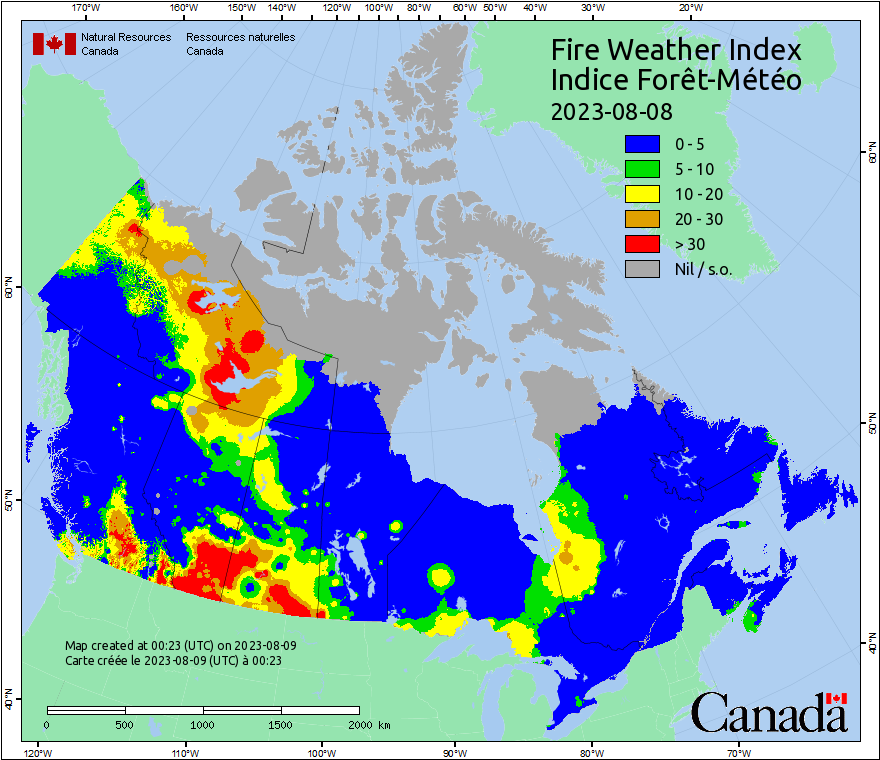 170°W 160°W 150°W 140°W 120°W 110°W 100°W 90°W 80°W 60°W 50°W 40°W 30°W 20°W
Natural Resources Canada
Ressources naturelles Canada
Fire Weather Index
Indice Forêt-Météo
2023-08-08
0 - 5
5 - 10
10 - 20
20 - 30
> 30
Nil / s.o.
60°N
50°N
40°N
60°N
50°N
40°N
Map created at 00:23 (UTC) on 2023-08-09
Carte créée le 2023-08-09 (UTC) à 00:23
0 500 1000 1500 2000 km
Canada
120°W 110°W 100°W 90°W 80°W 70°W